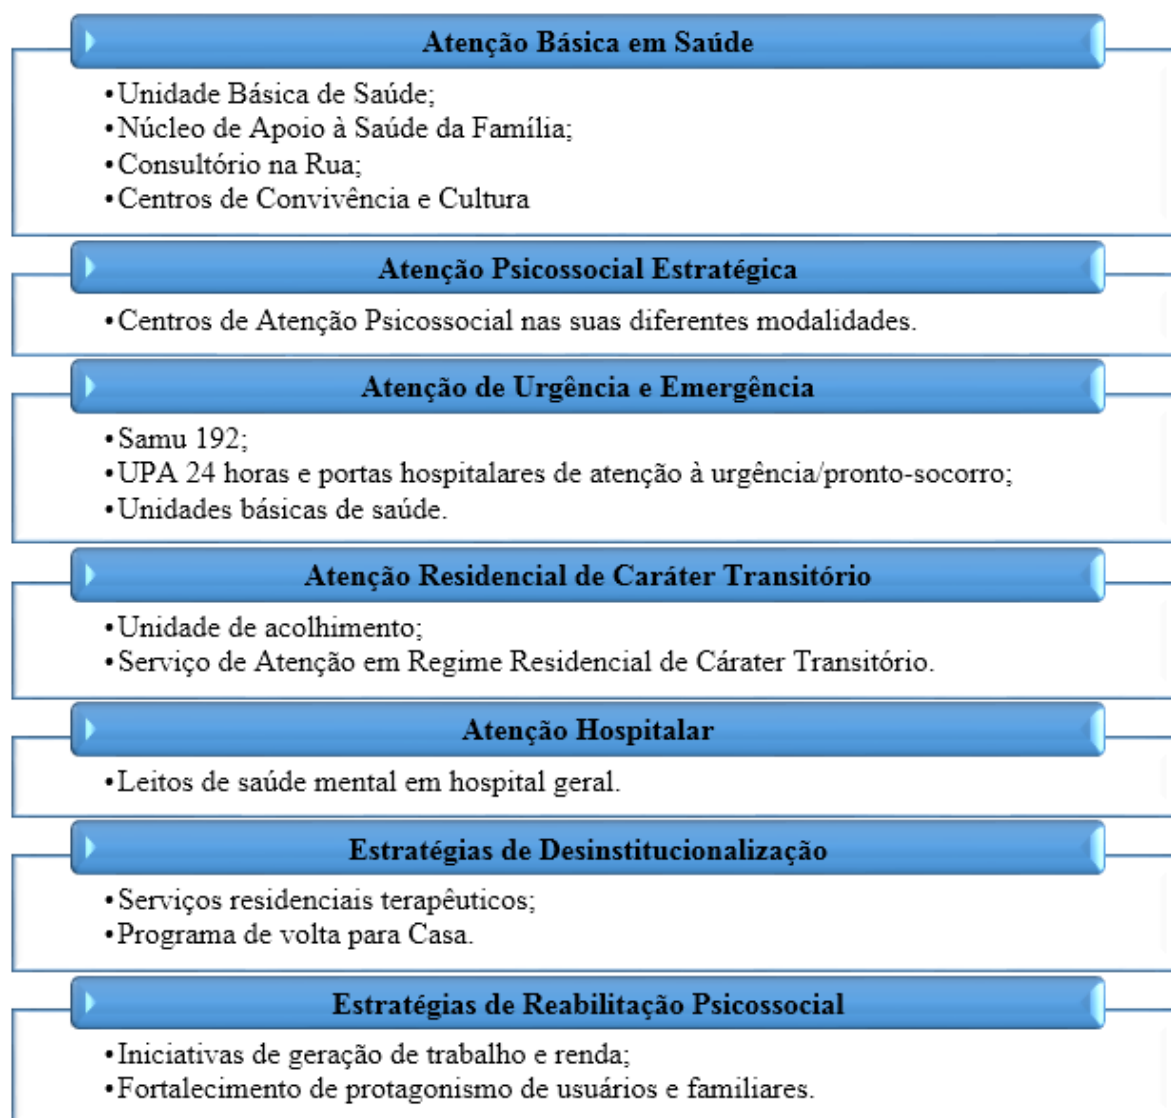 Atenção Básica em Saúde
•Unidade Básica de Saúde;
•Núcleo de Apoio à Saúde da Família;
•Consultório na Rua;
•Centros de Convivência e Cultura
Atenção Psicossocial Estratégica
•Centros de Atenção Psicossocial nas suas diferentes modalidades.
Atenção de Urgência e Emergência
•Samu 192;
•UPA 24 horas e portas hospitalares de atenção à urgência/pronto-socorro;
•Unidades básicas de saúde.
Atenção Residencial de Caráter Transitório
•Unidade de acolhimento;
•Serviço de Atenção em Regime Residencial de Cárater Transitório.
Atenção Hospitalar
•Leitos de saúde mental em hospital geral.
Estratégias de Desinstitucionalização
•Serviços residenciais terapêuticos;
•Programa de volta para Casa.
Estratégias de Reabilitação Psicossocial
•Iniciativas de geração de trabalho e renda;
•Fortalecimento de protagonismo de usuários e familiares.